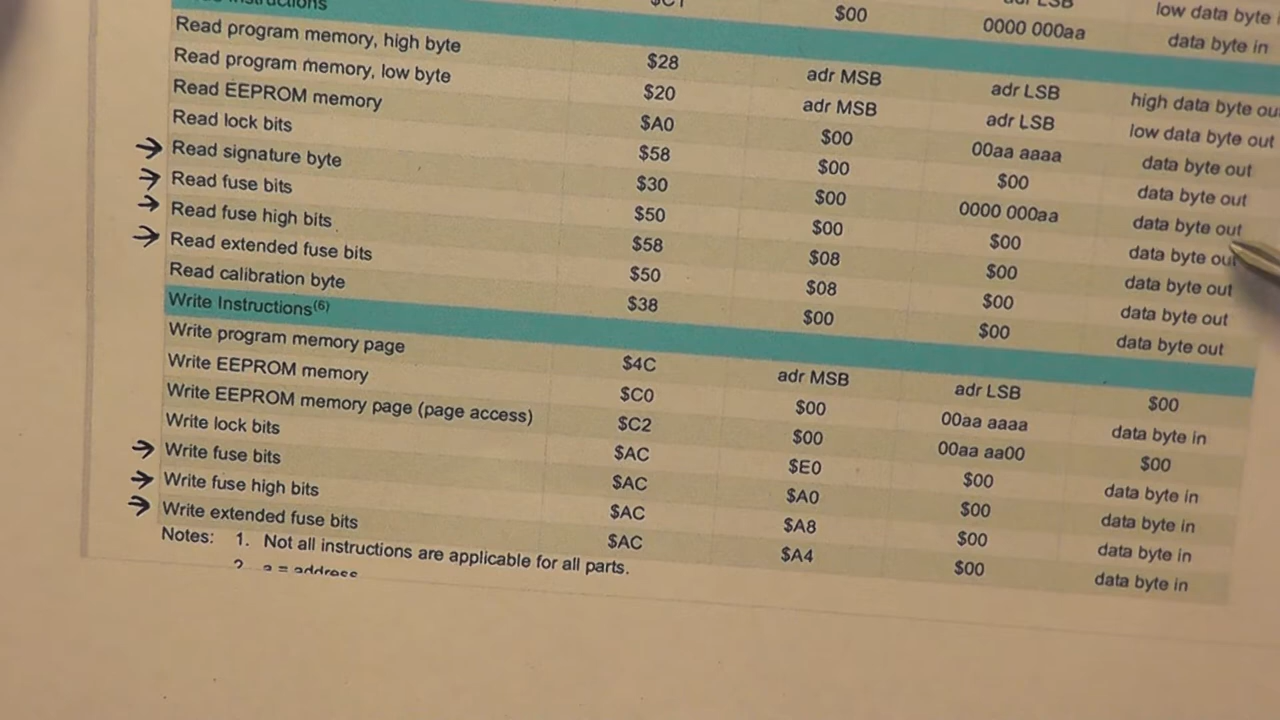 adr LSB low data byte
$C1 $00 0000 000aa data byte in
Instructions
Read program memory, high byte $28 adr MSB adr LSB high data byte ou
Read program memory, low byte $20 adr MSB adr LSB low data byte out
Read EEPROM memory $A0 $00 00aa aaaa data byte out
Read lock bits $58 $00 $00 data byte out
→ Read signature byte $30 $00 0000 000aa data byte out
→ Read fuse bits $50 $00 $00 data byte out
→ Read fuse high bits $58 $08 $00 data byte out
→ Read extended fuse bits $50 $08 $00 data byte out
Read calibration byte $38 $00 $00 data byte out
Write Instructions(6)
Write program memory page $4C adr MSB adr LSB $00
Write EEPROM memory $C0 $00 00aa aaaa data byte in
Write EEPROM memory page (page access) $C2 $00 00aa aa00 $00
Write lock bits $AC $E0 $00 data byte in
→ Write fuse bits $AC $A0 $00 data byte in
→ Write fuse high bits $AC $A8 $00 data byte in
→ Write extended fuse bits $AC $A4 $00 data byte in
Notes: 1. Not all instructions are applicable for all parts.
2. a = address